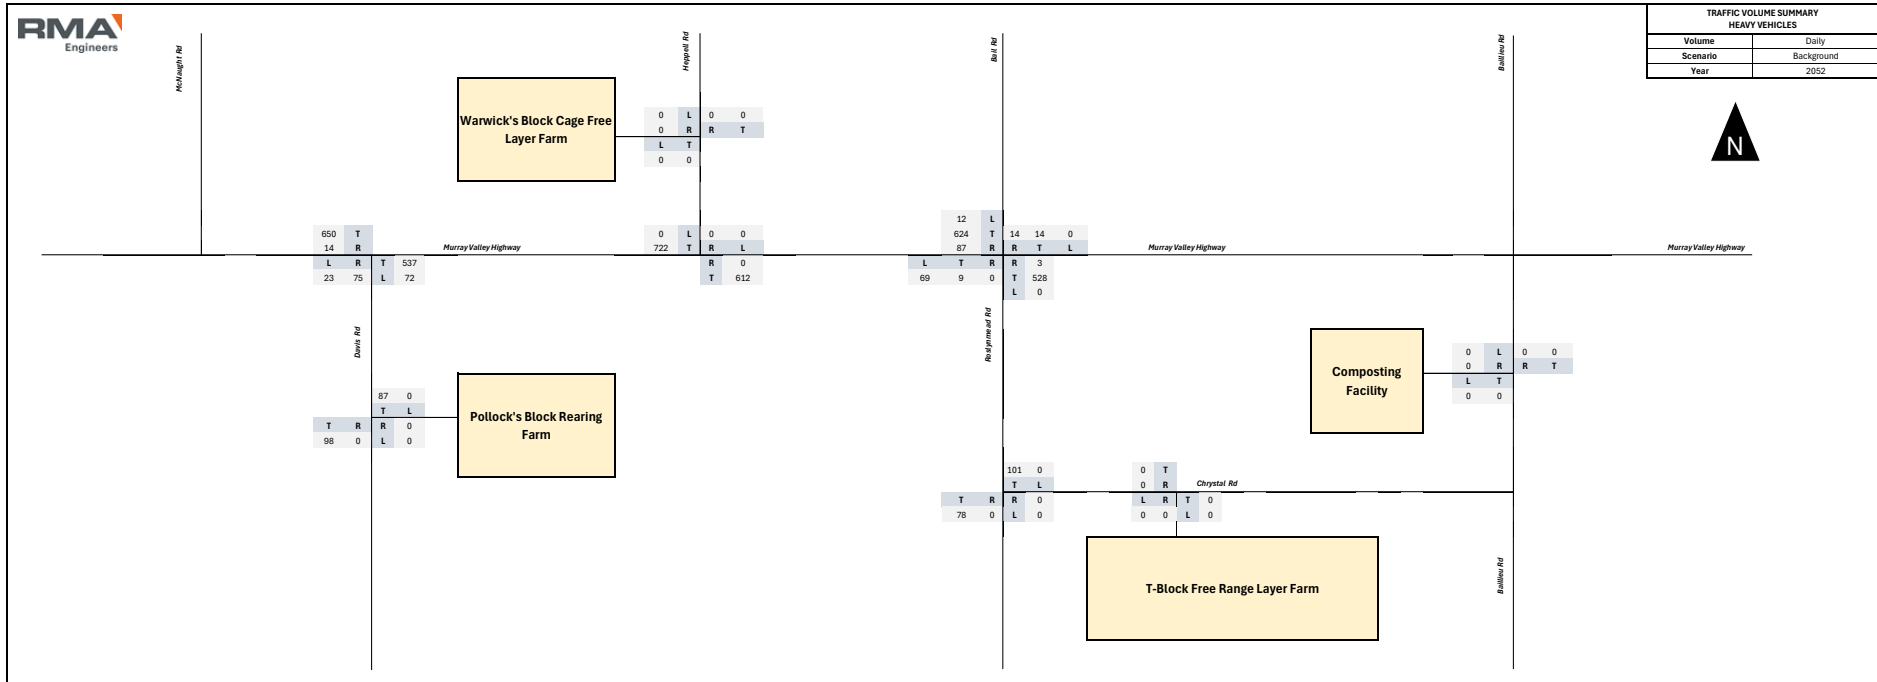 RMA
Engineers
TRAFFIC VOLUME SUMMARY
HEAVY VEHICLES
Volume Daily
Scenario Background
Year 2052
McNaught Rd
Heppell Rd
Ball Rd
Baillieu Rd
N
Warwick's Block Cage Free
Layer Farm
0 L 0 0
0 R R T
L T
0 0
650 T
14 R
L R T 537
23 75 L 72
Murray Valley Highway
0 L 0 0
722 T R L
R 0
T 612
12 L
624 T 14 14 0
87 R R T L
L T R R 3
69 9 0 T 528
L 0
Murray Valley Highway
Murray Valley Highway
Davis Rd
Roslynmead Rd
87 0
T L
T R R 0
98 0 L 0
Pollock's Block Rearing
Farm
Composting
Facility
0 L 0 0
0 R R T
L T
0 0
101 0
T L
T R R 0
78 0 L 0
0 T
0 R
L R T 0
0 0 L 0
Chrystal Rd
T-Block Free Range Layer Farm
Baillieu Rd